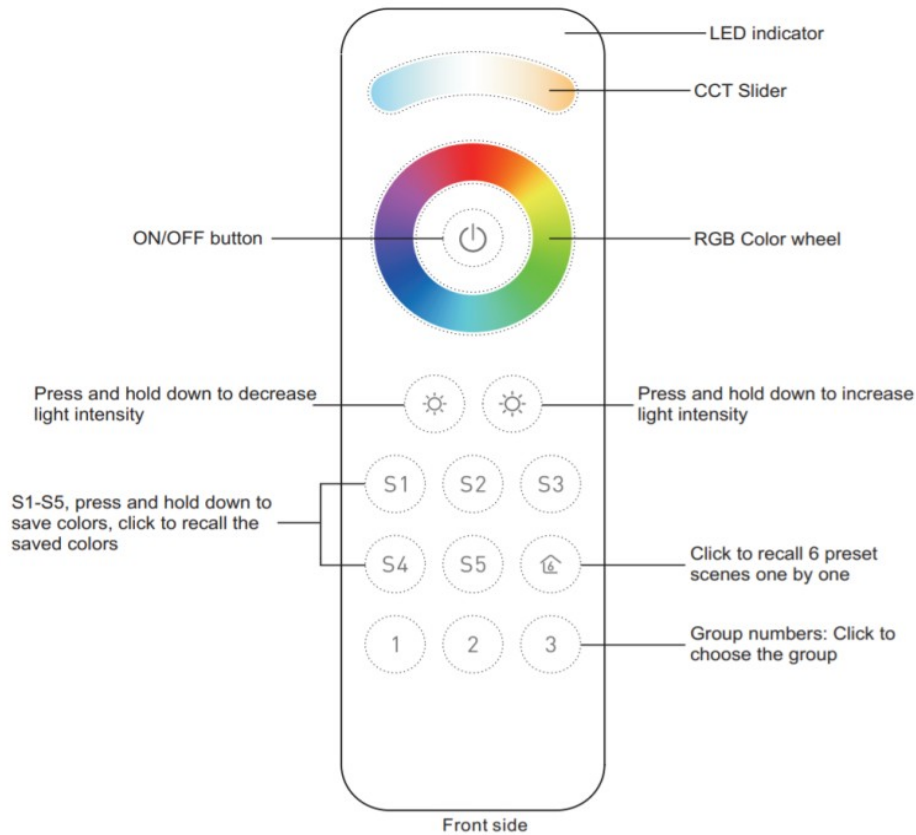 LED indicator
CCT Slider
ON/OFF button
RGB Color wheel
Press and hold down to decrease
light intensity
Press and hold down to increase
light intensity
S1 S2 S3
S1-S5, press and hold down to
save colors, click to recall the
saved colors
S4 S5 6
Click to recall 6 preset
scenes one by one
1 2 3
Group numbers: Click to
choose the group
Front side